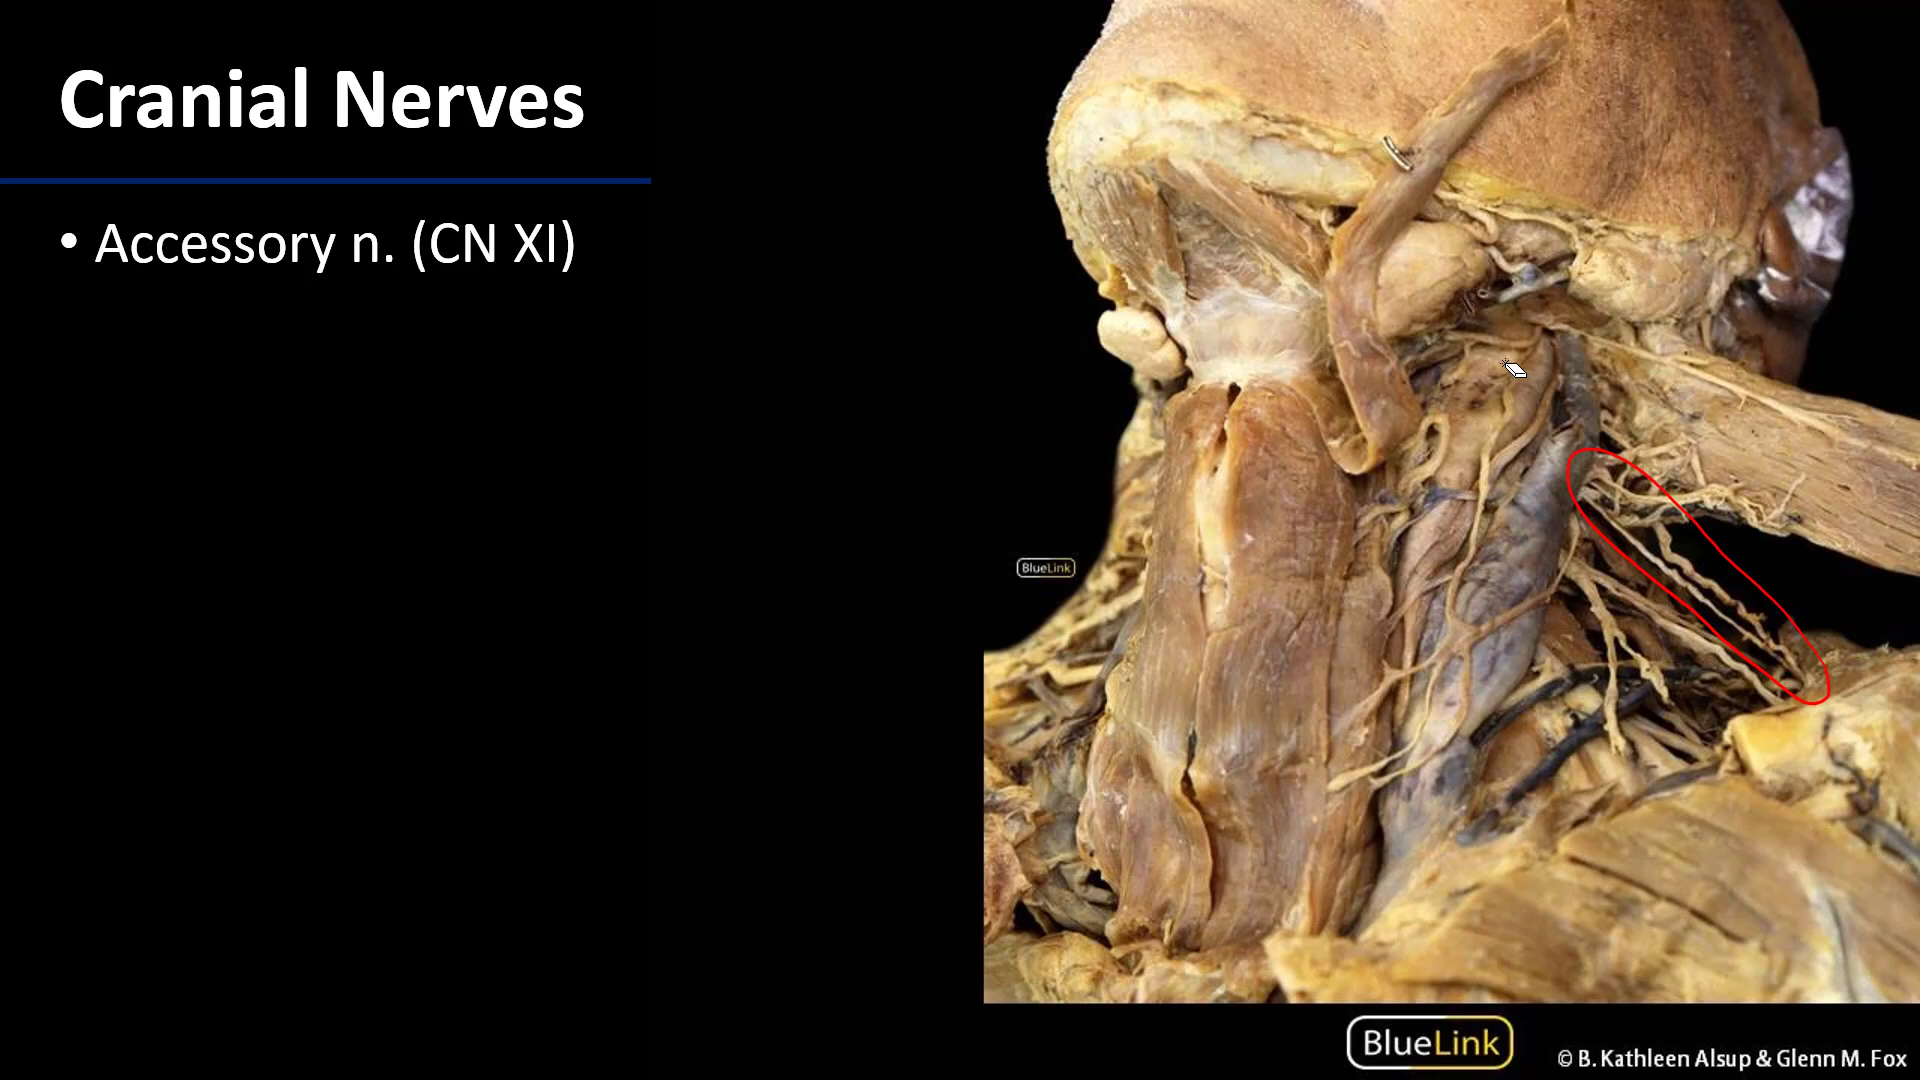 Cranial Nerves
• Accessory n. (CN XI)
BlueLink
BlueLink
© B. Kathleen Alsup & Glenn M. Fox